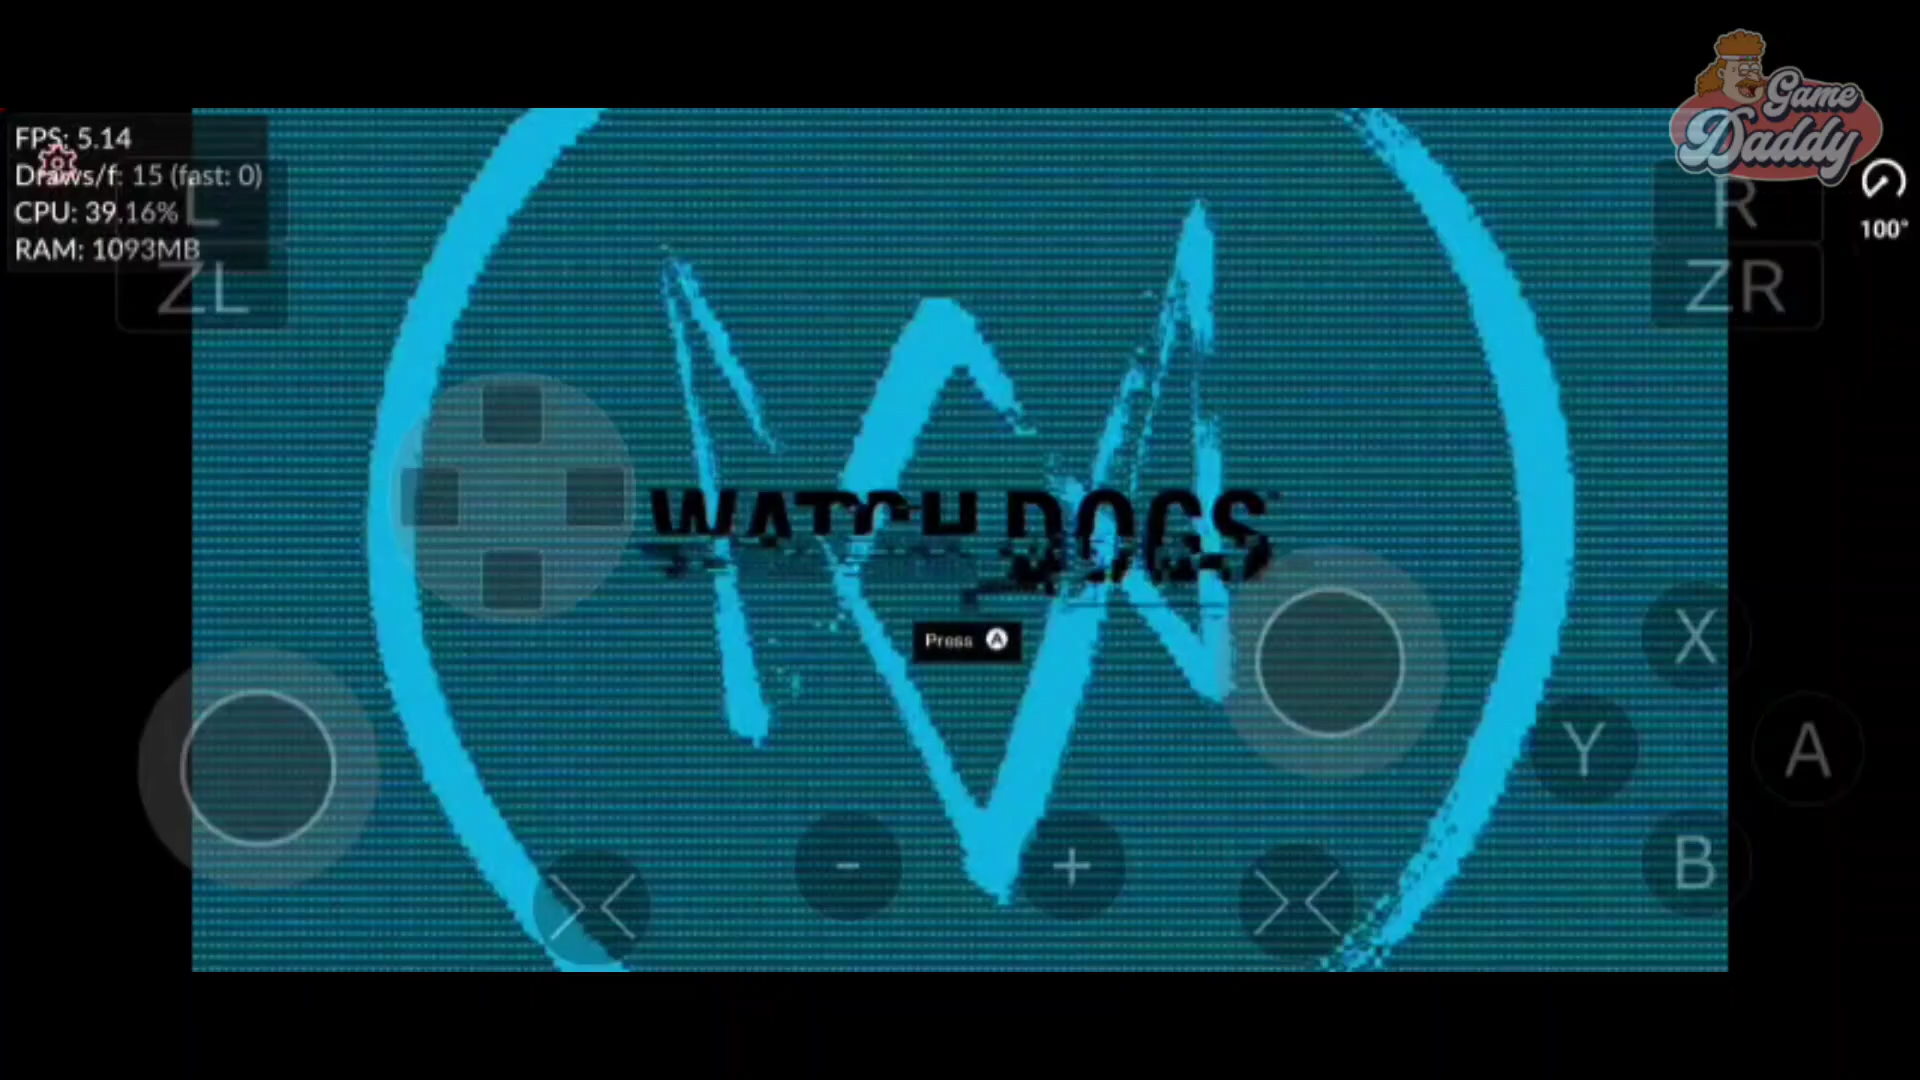 Game
Daddy
FPS: 5.14
Draws/f: 15 (fast: 0)
CPU: 39.16%
RAM: 1093MB
L
ZL
R
ZR
100°
WATCH DOGS
Press A
X
Y
A
B
-
+